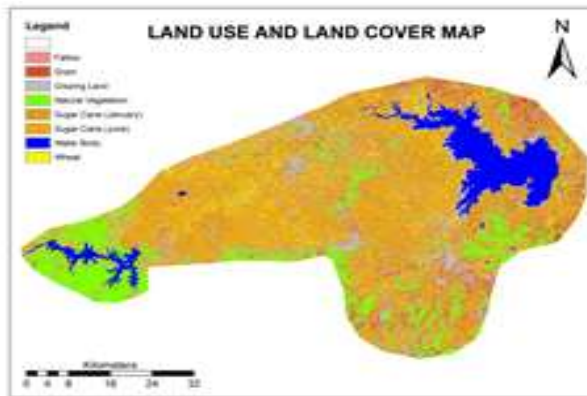 LAND USE AND LAND COVER MAP
N
Legend
Fallow
Grazing Land
Natural Vegetation
Sugar Cane (January)
Sugar Cane (June)
Water Body
Wheat
Kilometers
0 4 8 16 24 32